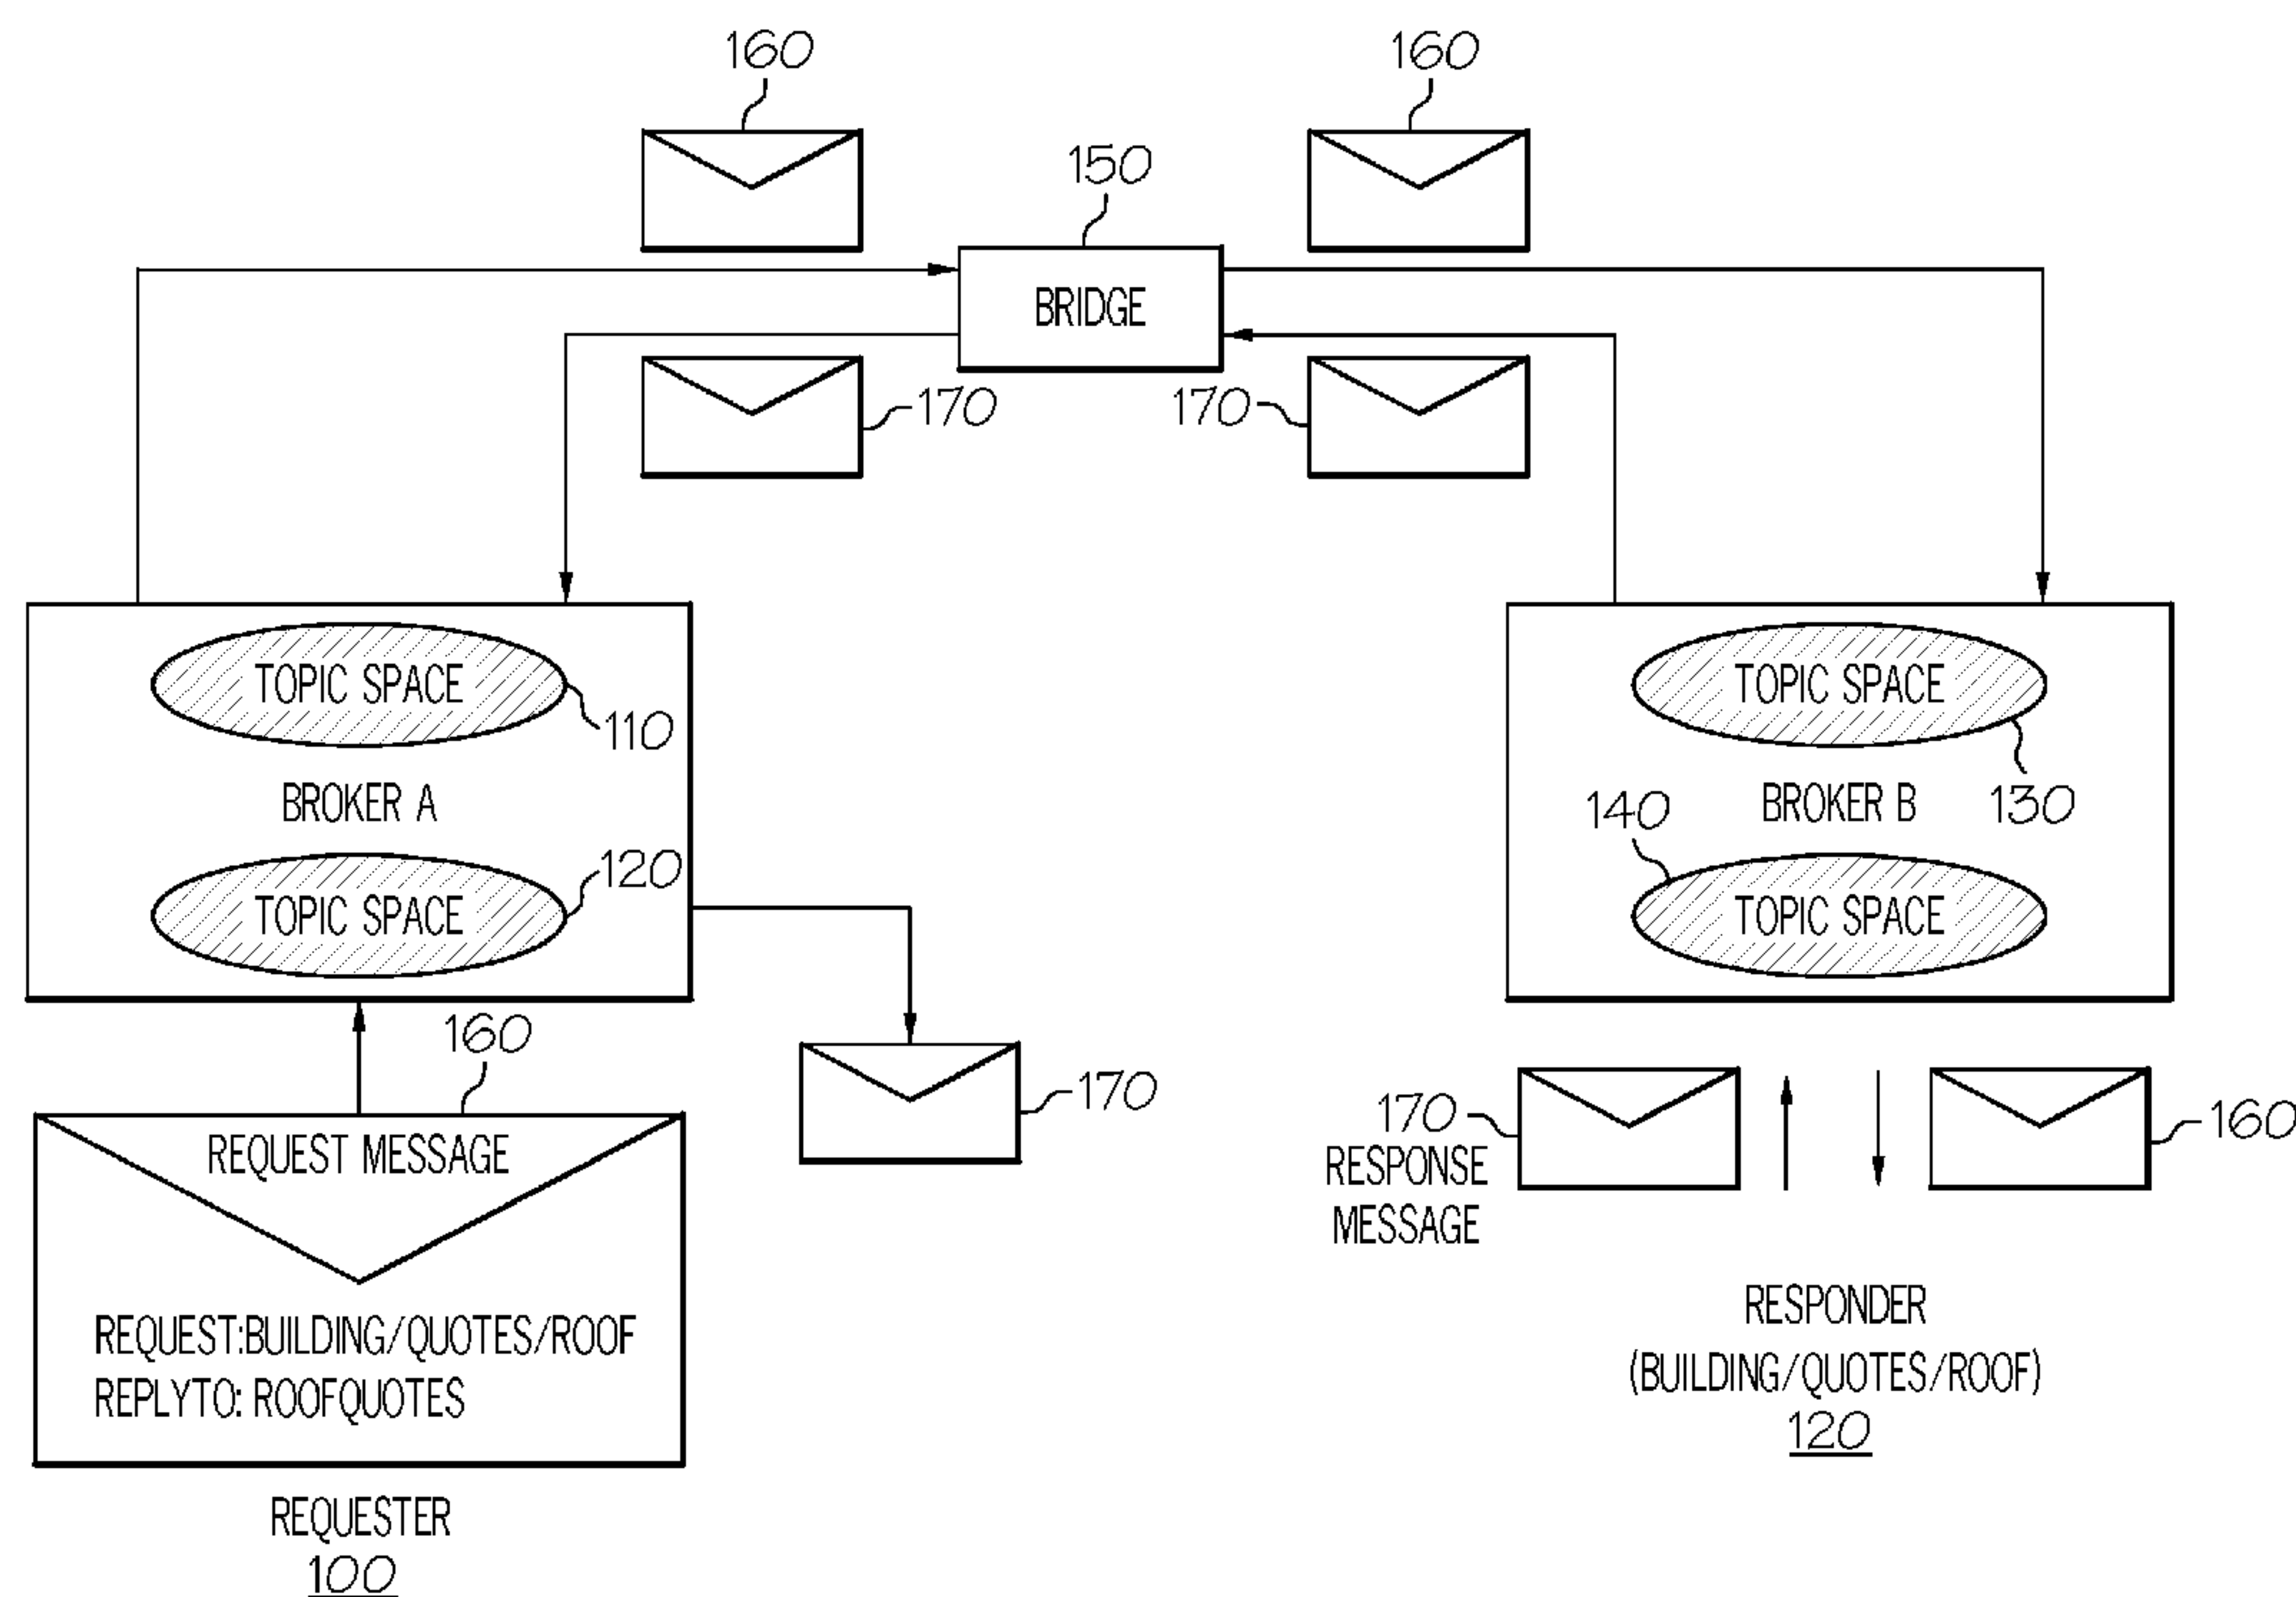 160
160
150
BRIDGE
170
170
TOPIC SPACE
110
BROKER A
TOPIC SPACE
120
TOPIC SPACE
130
BROKER B
140
TOPIC SPACE
160
REQUEST MESSAGE
REQUEST:BUILDING/QUOTES/ROOF
REPLYTO: ROOFQUOTES
REQUESTER
100
170
170
RESPONSE
MESSAGE
160
RESPONDER
(BUILDING/QUOTES/ROOF)
120